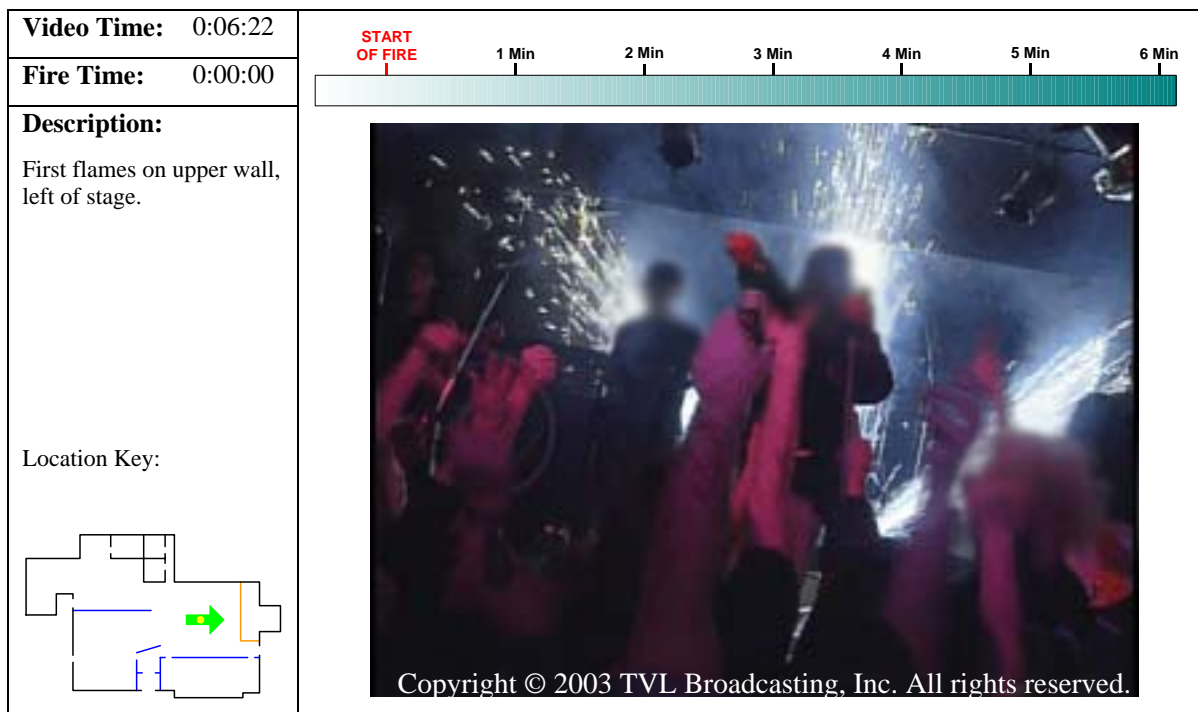 Video Time: 0:06:22
Fire Time: 0:00:00
Description:
First flames on upper wall,
left of stage.
Location Key:
START
OF FIRE
1 Min
2 Min
3 Min
4 Min
5 Min
6 Min
Copyright © 2003 TVL Broadcasting, Inc. All rights reserved.